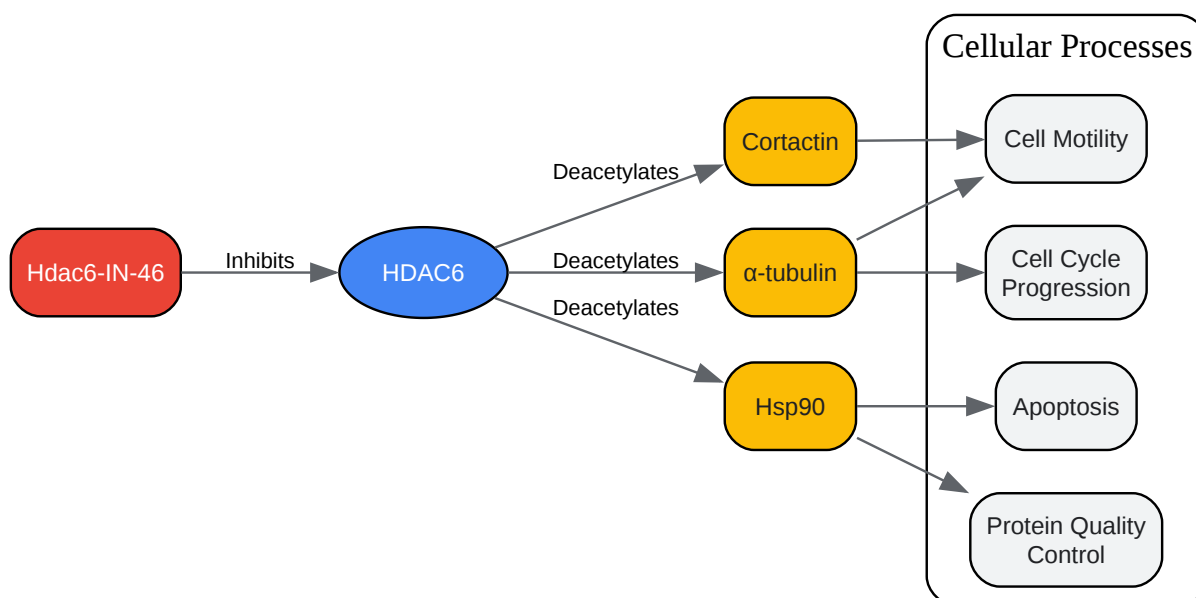 Cellular Processes
Cortactin
Cell Motility
Deacetylates
Hdac6-IN-46
Inhibits
HDAC6
Deacetylates
α-tubulin
Cell Cycle
Progression
Deacetylates
Hsp90
Apoptosis
Protein Quality
Control